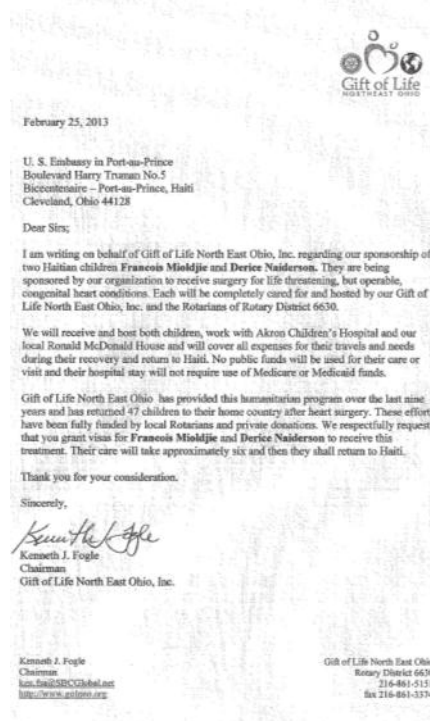 Gift of Life
NORTHEAST OHIO
February 25, 2013
U. S. Embassy in Port-au-Prince
Boulevard Harry Truman No.5
Bicentenaire – Port-au-Prince, Haiti
Cleveland, Ohio 44128
Dear Sirs;
I am writing on behalf of Gift of Life North East Ohio, Inc. regarding our sponsorship of
two Haitian children Francois Mioldjie and Derice Naiderson. They are being
sponsored by our organization to receive surgery for life threatening, but operable,
congenital heart conditions. Each will be completely cared for and hosted by our Gift of
Life North East Ohio, Inc. and the Rotarians of Rotary District 6630.
We will receive and host both children, work with Akron Children's Hospital and our
local Ronald McDonald House and will cover all expenses for their travels and needs
during their recovery and return to Haiti. No public funds will be used for their care or
visit and their hospital stay will not require use of Medicare or Medicaid funds.
Gift of Life North East Ohio has provided this humanitarian program over the last nine
years and has returned 47 children to their home country after heart surgery. These effort
have been fully funded by local Rotarians and private donations. We respectfully request
that you grant visas for Francois Mioldjie and Derice Naiderson to receive this
treatment. Their care will take approximately six and then they shall return to Haiti.
Thank you for your consideration.
Sincerely,
Kenneth J. Fogle
Chairman
Gift of Life North East Ohio, Inc.
Kenneth J. Fogle
Chairman
Gift of Life North East Ohio
Rotary District 6630
216-861-515
fax 216-861-3374